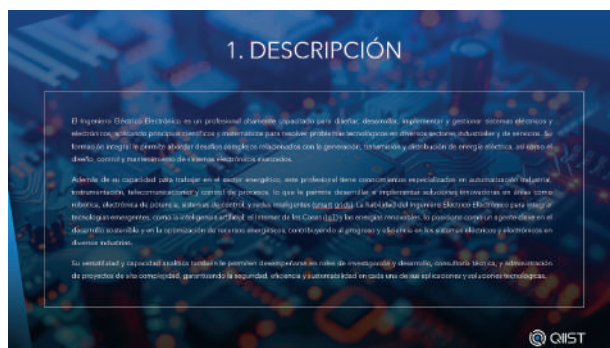 1. DESCRIPCIÓN
El Ingeniero Eléctrico Electrónico es un profesional altamente capacitado para diseñar, desarrollar, implementar y gestionar sistemas eléctricos y
electrónicos, aplicando principios científicos y matemáticos para resolver problemas tecnológicos en diversos sectores industriales y de servicios. Su
formación integral le permite abordar desafíos complejos relacionados con la generación, transmisión y distribución de energía eléctrica, así como el
diseño, control y mantenimiento de sistemas electrónicos avanzados.
Además de su capacidad para trabajar en el sector energético, este profesional tiene conocimientos especializados en automatización industrial,
instrumentación, telecomunicaciones y control de procesos, lo que le permite desarrollar e implementar soluciones innovadoras en áreas como
robótica, electrónica de potencia, sistemas de control, y redes inteligentes (smart grids). La habilidad del Ingeniero Eléctrico Electrónico para integrar
tecnologías emergentes, como la inteligencia artificial, el Internet de las Cosas (IoT) y las energías renovables, lo posiciona como un agente clave en el
desarrollo sostenible y en la optimización de recursos energéticos, contribuyendo al progreso y eficiencia en los sistemas eléctricos y electrónicos en
diversas industrias.
Su versatilidad y capacidad analítica también le permiten desempeñarse en roles de investigación y desarrollo, consultoría técnica, y administración
de proyectos de alta complejidad, garantizando la seguridad, eficiencia y sustentabilidad en cada una de sus aplicaciones y soluciones tecnológicas.
QIIST